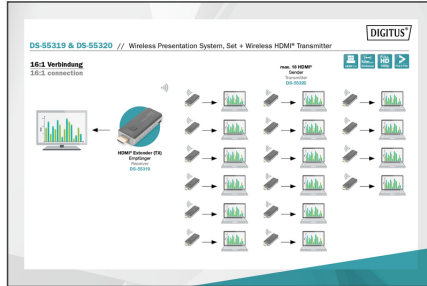 DIGITUS®
DS-55319 & DS-55320 // Wireless Presentation System, Set + Wireless HDMI® Transmitter
16:1 Verbindung
16:1 connection
max. 16 HDMI®
Sender
Transmitter
DS-55320
HD
HDMI® Extender (TX)
Empfänger
Receiver
DS-55319